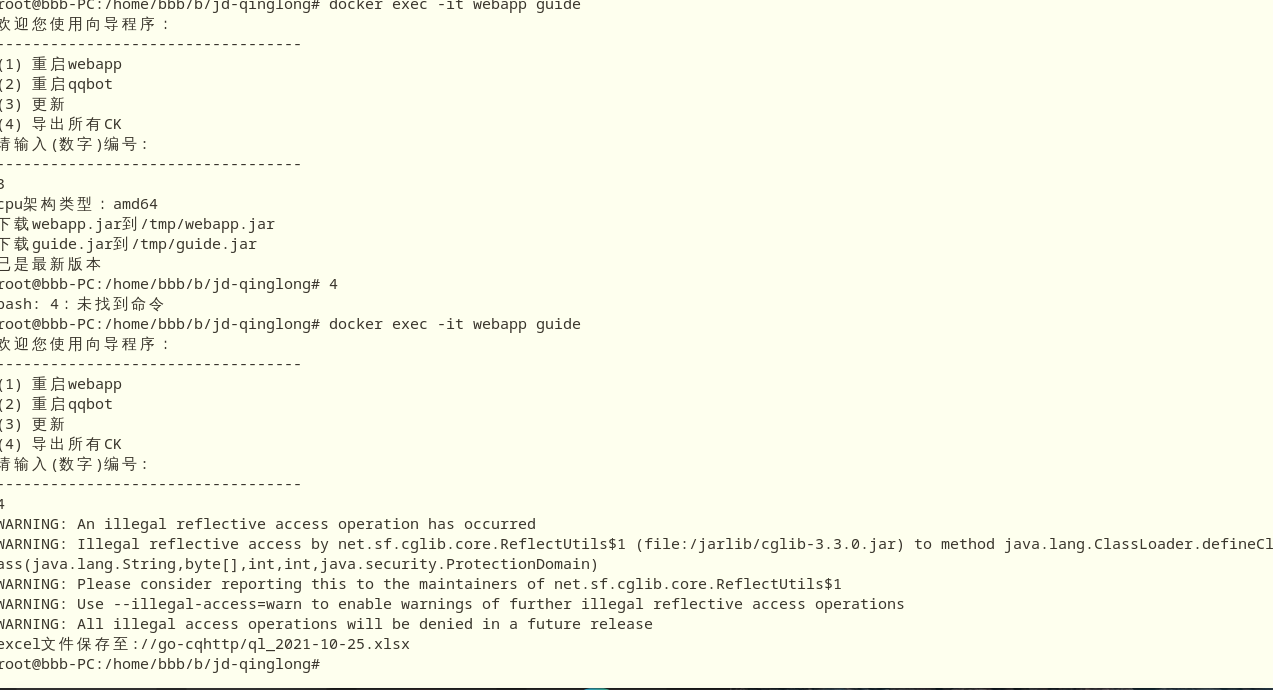 root@bbb-PC:/home/bbb/b/jd-qinglong# docker exec -it webapp guide
欢迎您使用向导程序：
----------------------------------
(1) 重启webapp
(2) 重启qqbot
(3) 更新
(4) 导出所有CK
请输入(数字)编号：
----------------------------------
3
cpu架构类型：amd64
下载webapp.jar到/tmp/webapp.jar
下载guide.jar到/tmp/guide.jar
已是最新版本
root@bbb-PC:/home/bbb/b/jd-qinglong# 4
bash: 4：未找到命令
root@bbb-PC:/home/bbb/b/jd-qinglong# docker exec -it webapp guide
欢迎您使用向导程序：
----------------------------------
(1) 重启webapp
(2) 重启qqbot
(3) 更新
(4) 导出所有CK
请输入(数字)编号：
----------------------------------
4
WARNING: An illegal reflective access operation has occurred
WARNING: Illegal reflective access by net.sf.cglib.core.ReflectUtils$1 (file:/jarlib/cglib-3.3.0.jar) to method java.lang.ClassLoader.defineCl
ass(java.lang.String,byte[],int,int,java.security.ProtectionDomain)
WARNING: Please consider reporting this to the maintainers of net.sf.cglib.core.ReflectUtils$1
WARNING: Use --illegal-access=warn to enable warnings of further illegal reflective access operations
WARNING: All illegal access operations will be denied in a future release
excel文件保存至://go-cqhttp/ql_2021-10-25.xlsx
root@bbb-PC:/home/bbb/b/jd-qinglong#